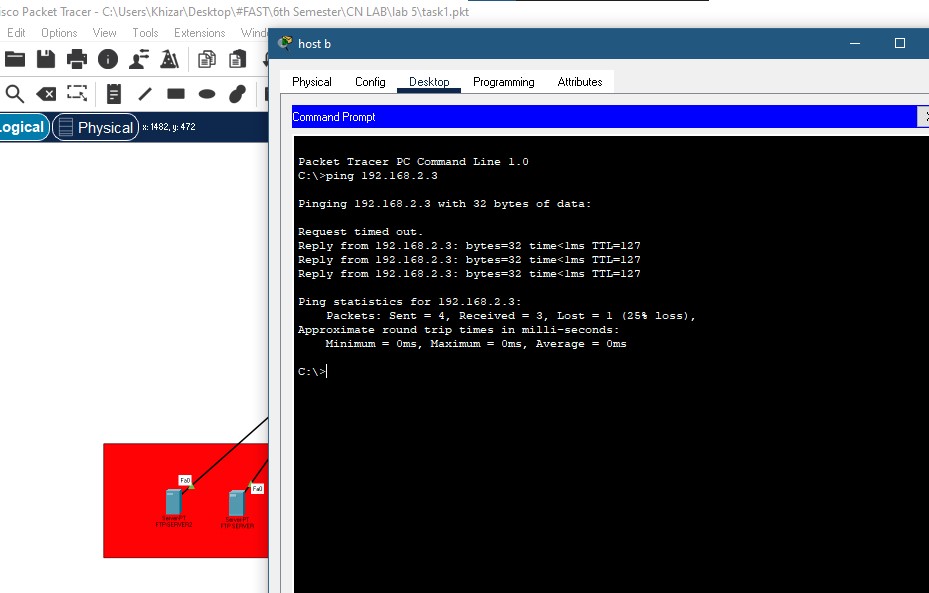 sco Packet Tracer - C:\Users\Khizar\Desktop\#FAST\6th Semester\CN LAB\lab 5\task1.pkt
Edit Options View Tools Extensions Wind
host b
Physical Config Desktop Programming Attributes
ogical Physical x: 1482, y: 472
Command Prompt
X
Packet Tracer PC Command Line 1.0
C:\>ping 192.168.2.3
Pinging 192.168.2.3 with 32 bytes of data:
Request timed out.
Reply from 192.168.2.3: bytes=32 time<1ms TTL=127
Reply from 192.168.2.3: bytes=32 time<1ms TTL=127
Reply from 192.168.2.3: bytes=32 time<1ms TTL=127
Ping statistics for 192.168.2.3:
Packets: Sent = 4, Received = 3, Lost = 1 (25% loss),
Approximate round trip times in milli-seconds:
Minimum = 0ms, Maximum = 0ms, Average = 0ms
C:\>
Fa0
Fa0
Server-PT
FTP SERVER2
Server-PT
FTP SERVER